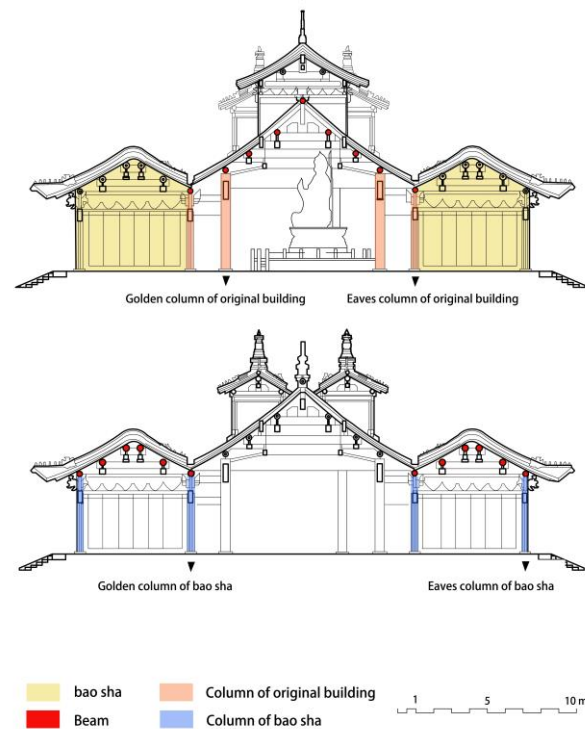 Golden column of original building
Eaves column of original building
Golden column of bao sha
Eaves column of bao sha
bao sha
Column of original building
1 5 10 m
Beam
Column of bao sha